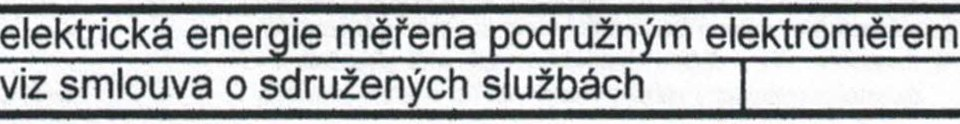 elektrická energie měřena podružným elektroměrem
viz smlouva o sdružených službách